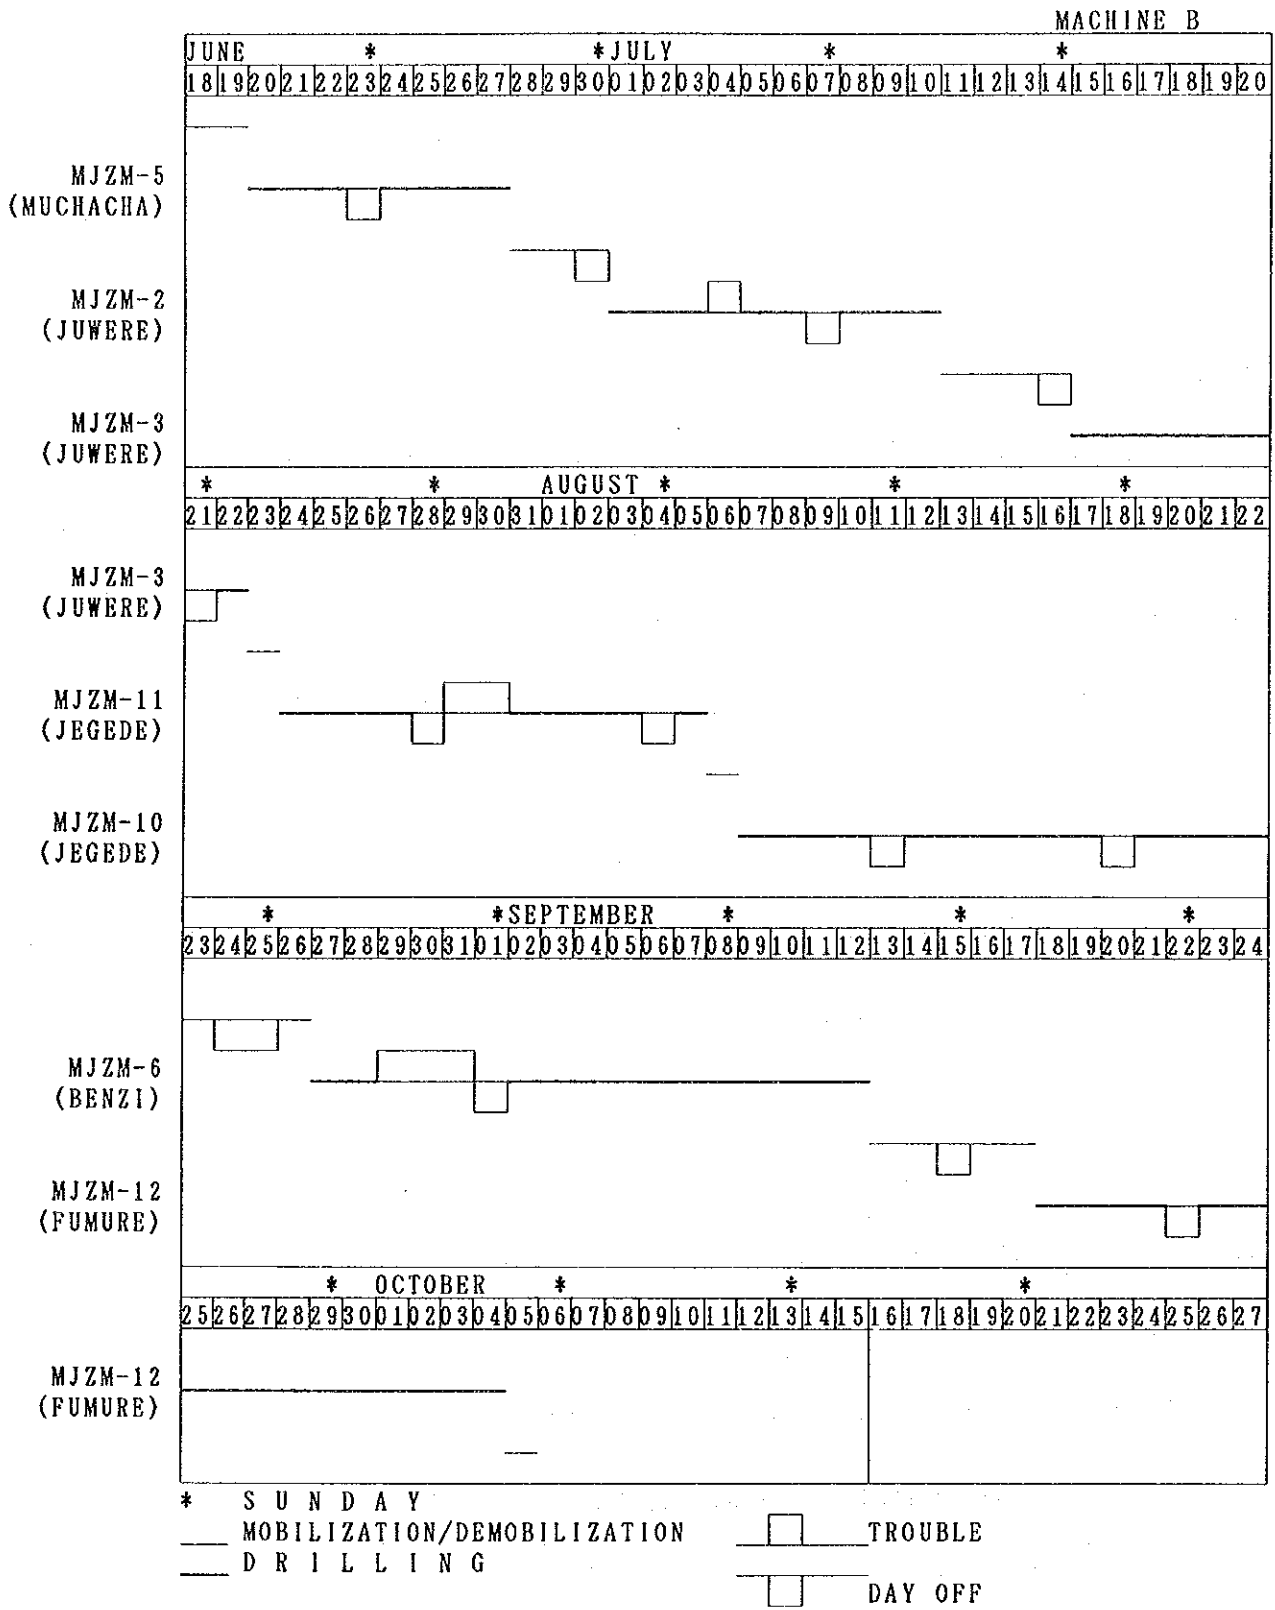 MACHINE B
JUNE * * JULY * *
18 19 20 21 22 23 24 25 26 27 28 29 30 01 02 03 04 05 06 07 08 09 10 11 12 13 14 15 16 17 18 19 20
MJZM-5
(MUCHACHA)
MJZM-2
(JUWERE)
MJZM-3
(JUWERE)
* * AUGUST * * *
21 22 23 24 25 26 27 28 29 30 31 01 02 03 04 05 06 07 08 09 10 11 12 13 14 15 16 17 18 19 20 21 22
MJZM-3
(JUWERE)
MJZM-11
(JEGEDE)
MJZM-10
(JEGEDE)
* * SEPTEMBER * * *
23 24 25 26 27 28 29 30 31 01 02 03 04 05 06 07 08 09 10 11 12 13 14 15 16 17 18 19 20 21 22 23 24
MJZM-6
(BENZI)
MJZM-12
(FUMURE)
* OCTOBER * * *
25 26 27 28 29 30 01 02 03 04 05 06 07 08 09 10 11 12 13 14 15 16 17 18 19 20 21 22 23 24 25 26 27
MJZM-12
(FUMURE)
* SUNDAY
MOBILIZATION/DEMOBILIZATION TROUBLE
DRILLING
DAY OFF